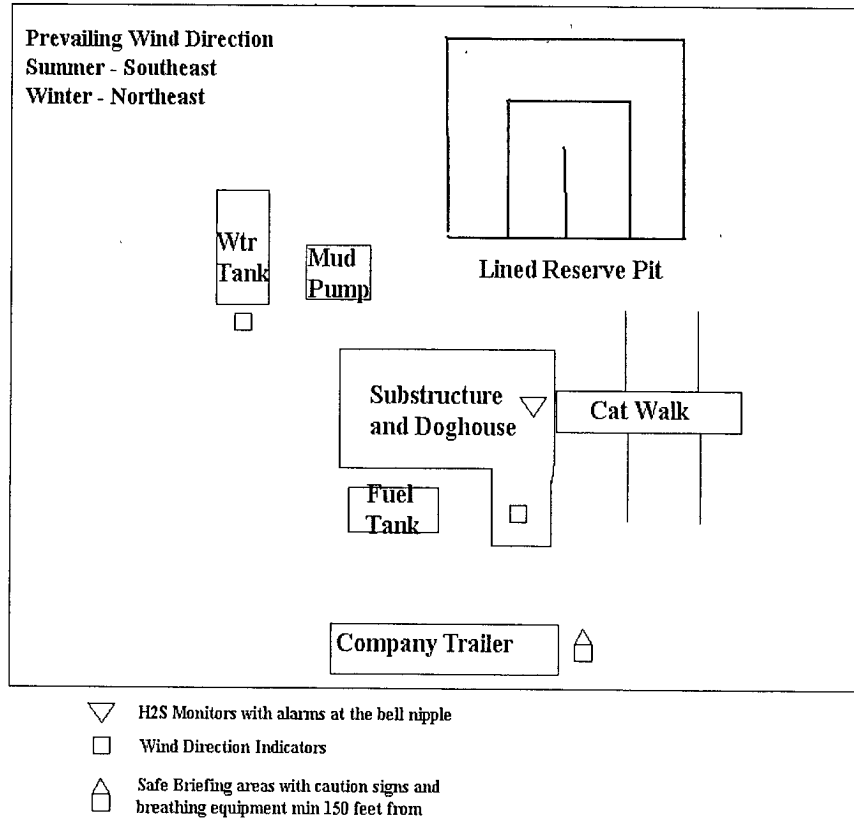 Prevailing Wind Direction
Summer - Southeast
Winter - Northeast
Wtr
Tank
Mud
Pump
Lined Reserve Pit
Substructure
and Doghouse
Cat Walk
Fuel
Tank
Company Trailer
H2S Monitors with alarms at the bell nipple
Wind Direction Indicators
Safe Briefing areas with caution signs and
breathing equipment min 150 feet from